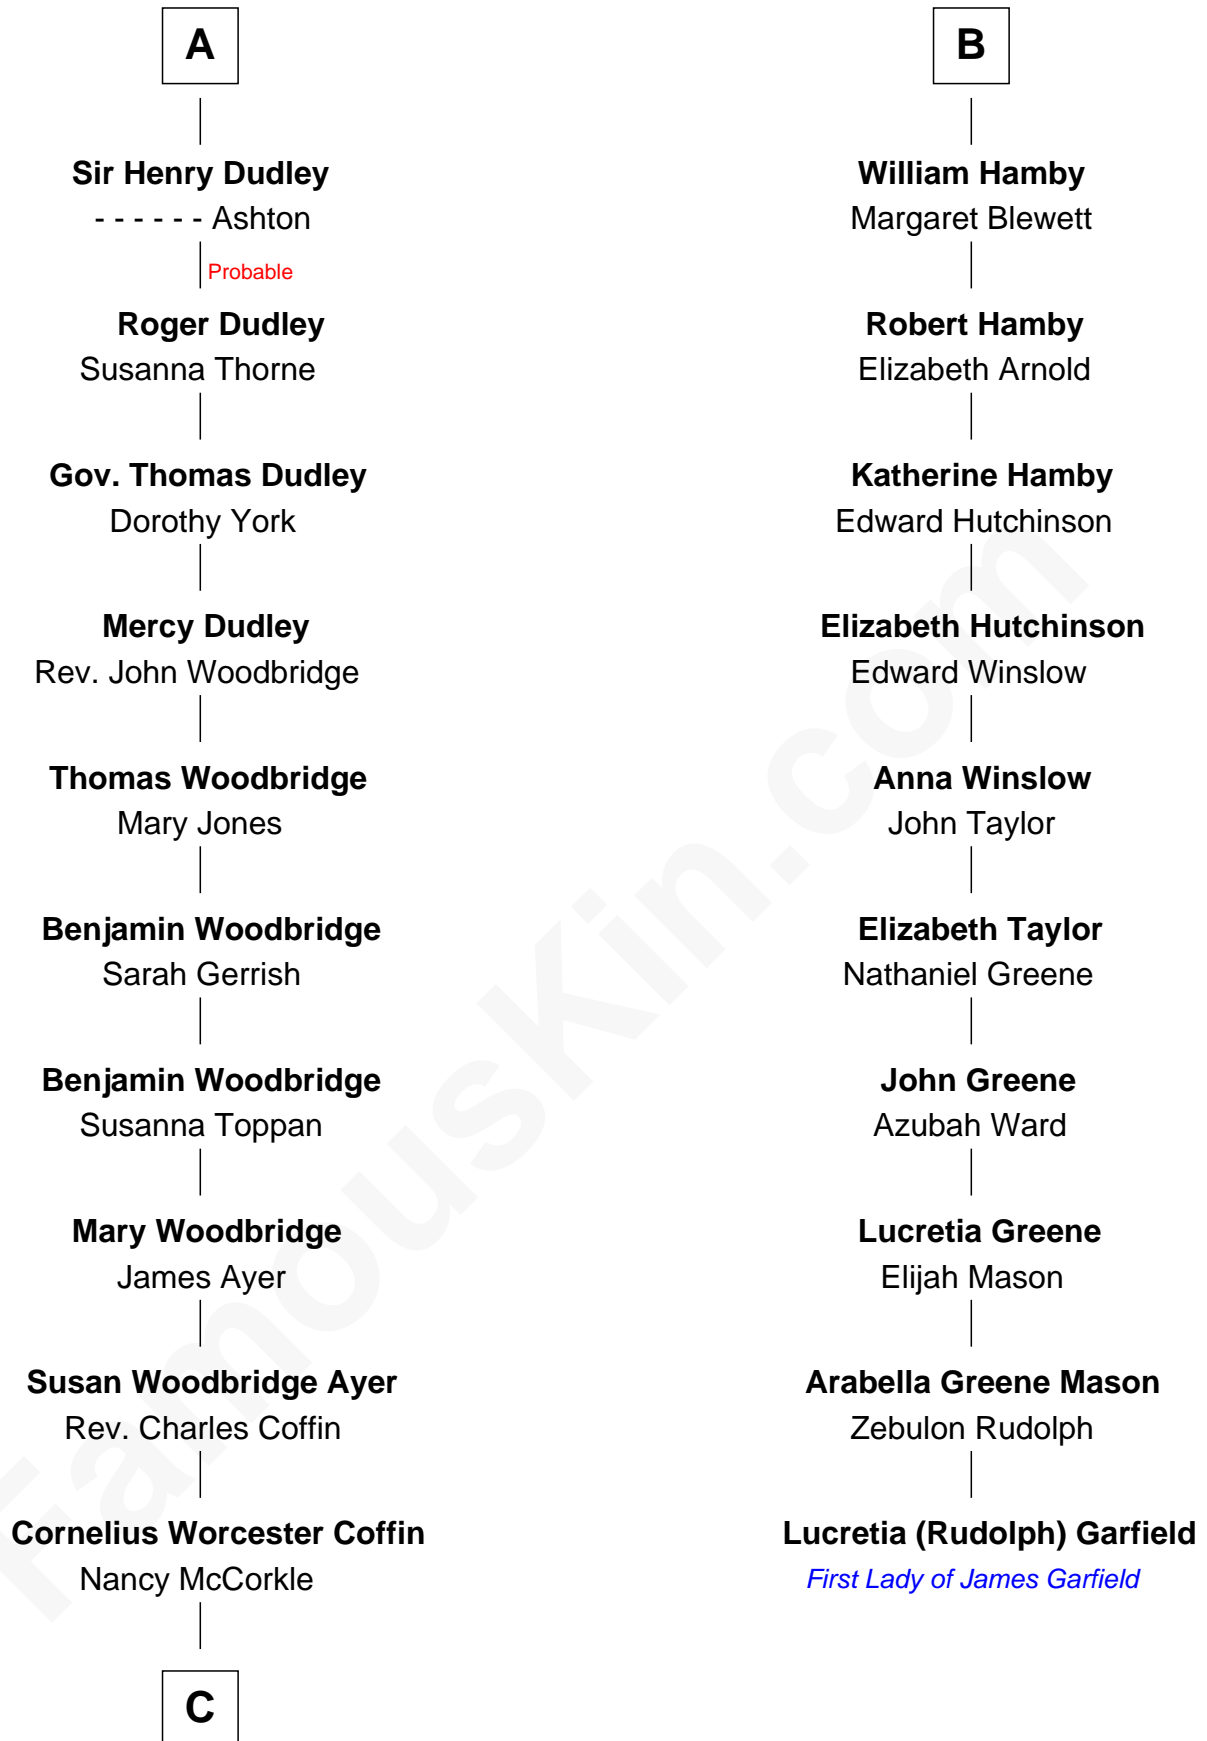 A
Sir Henry Dudley
- - - - - - Ashton
Probable
Roger Dudley
Susanna Thorne
Gov. Thomas Dudley
Dorothy York
Mercy Dudley
Rev. John Woodbridge
Thomas Woodbridge
Mary Jones
Benjamin Woodbridge
Sarah Gerrish
Benjamin Woodbridge
Susanna Toppan
Mary Woodbridge
James Ayer
Susan Woodbridge Ayer
Rev. Charles Coffin
Cornelius Worcester Coffin
Nancy McCorkle
C
B
William Hamby
Margaret Blewett
Robert Hamby
Elizabeth Arnold
Katherine Hamby
Edward Hutchinson
Elizabeth Hutchinson
Edward Winslow
Anna Winslow
John Taylor
Elizabeth Taylor
Nathaniel Greene
John Greene
Azubah Ward
Lucretia Greene
Elijah Mason
Arabella Greene Mason
Zebulon Rudolph
Lucretia (Rudolph) Garfield
First Lady of James Garfield
FamousKin.com